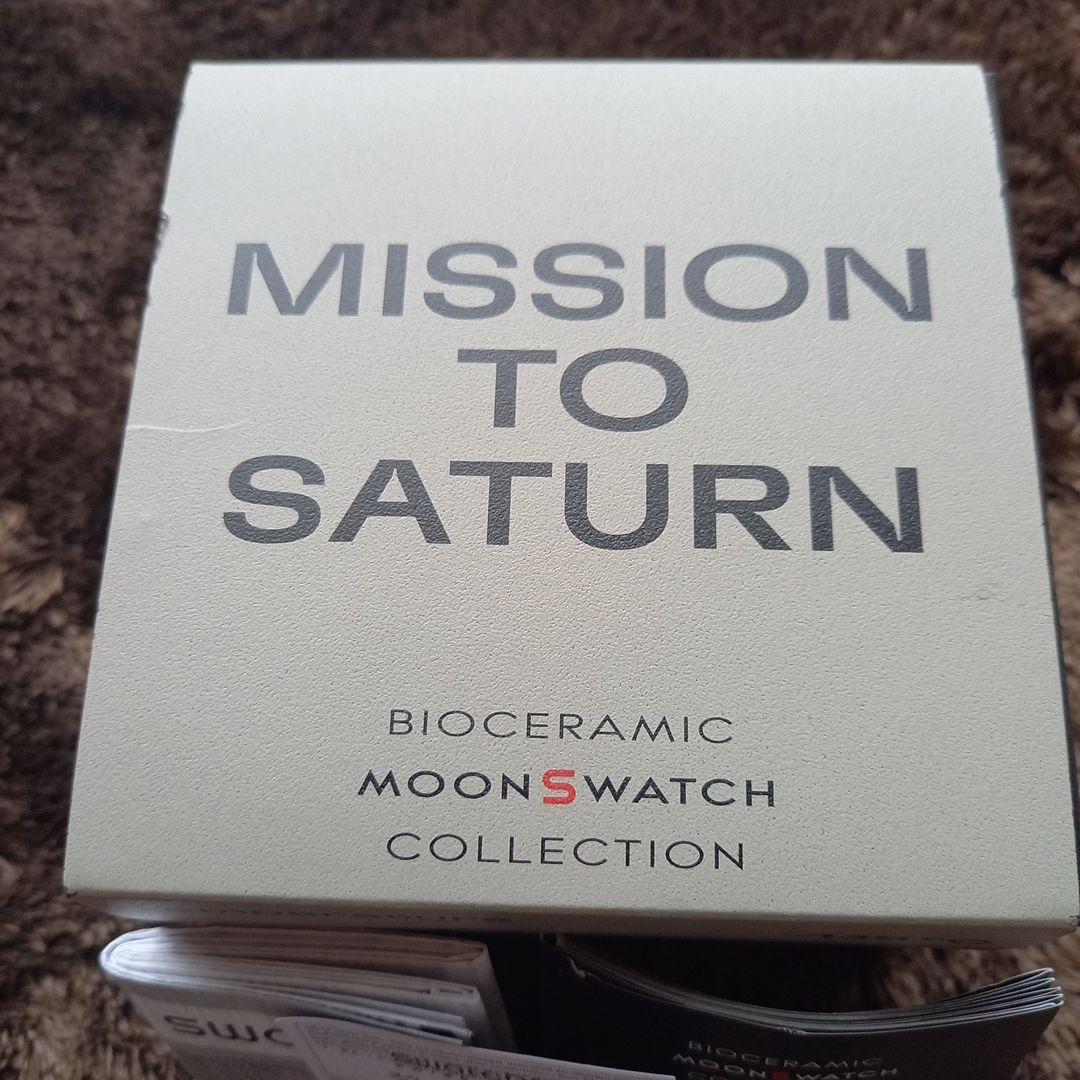 MISSION
TO
SATURN
BIOCERAMIC
MOONSWATCH
COLLECTION
BIOCERAMIC
MOONSWATCH